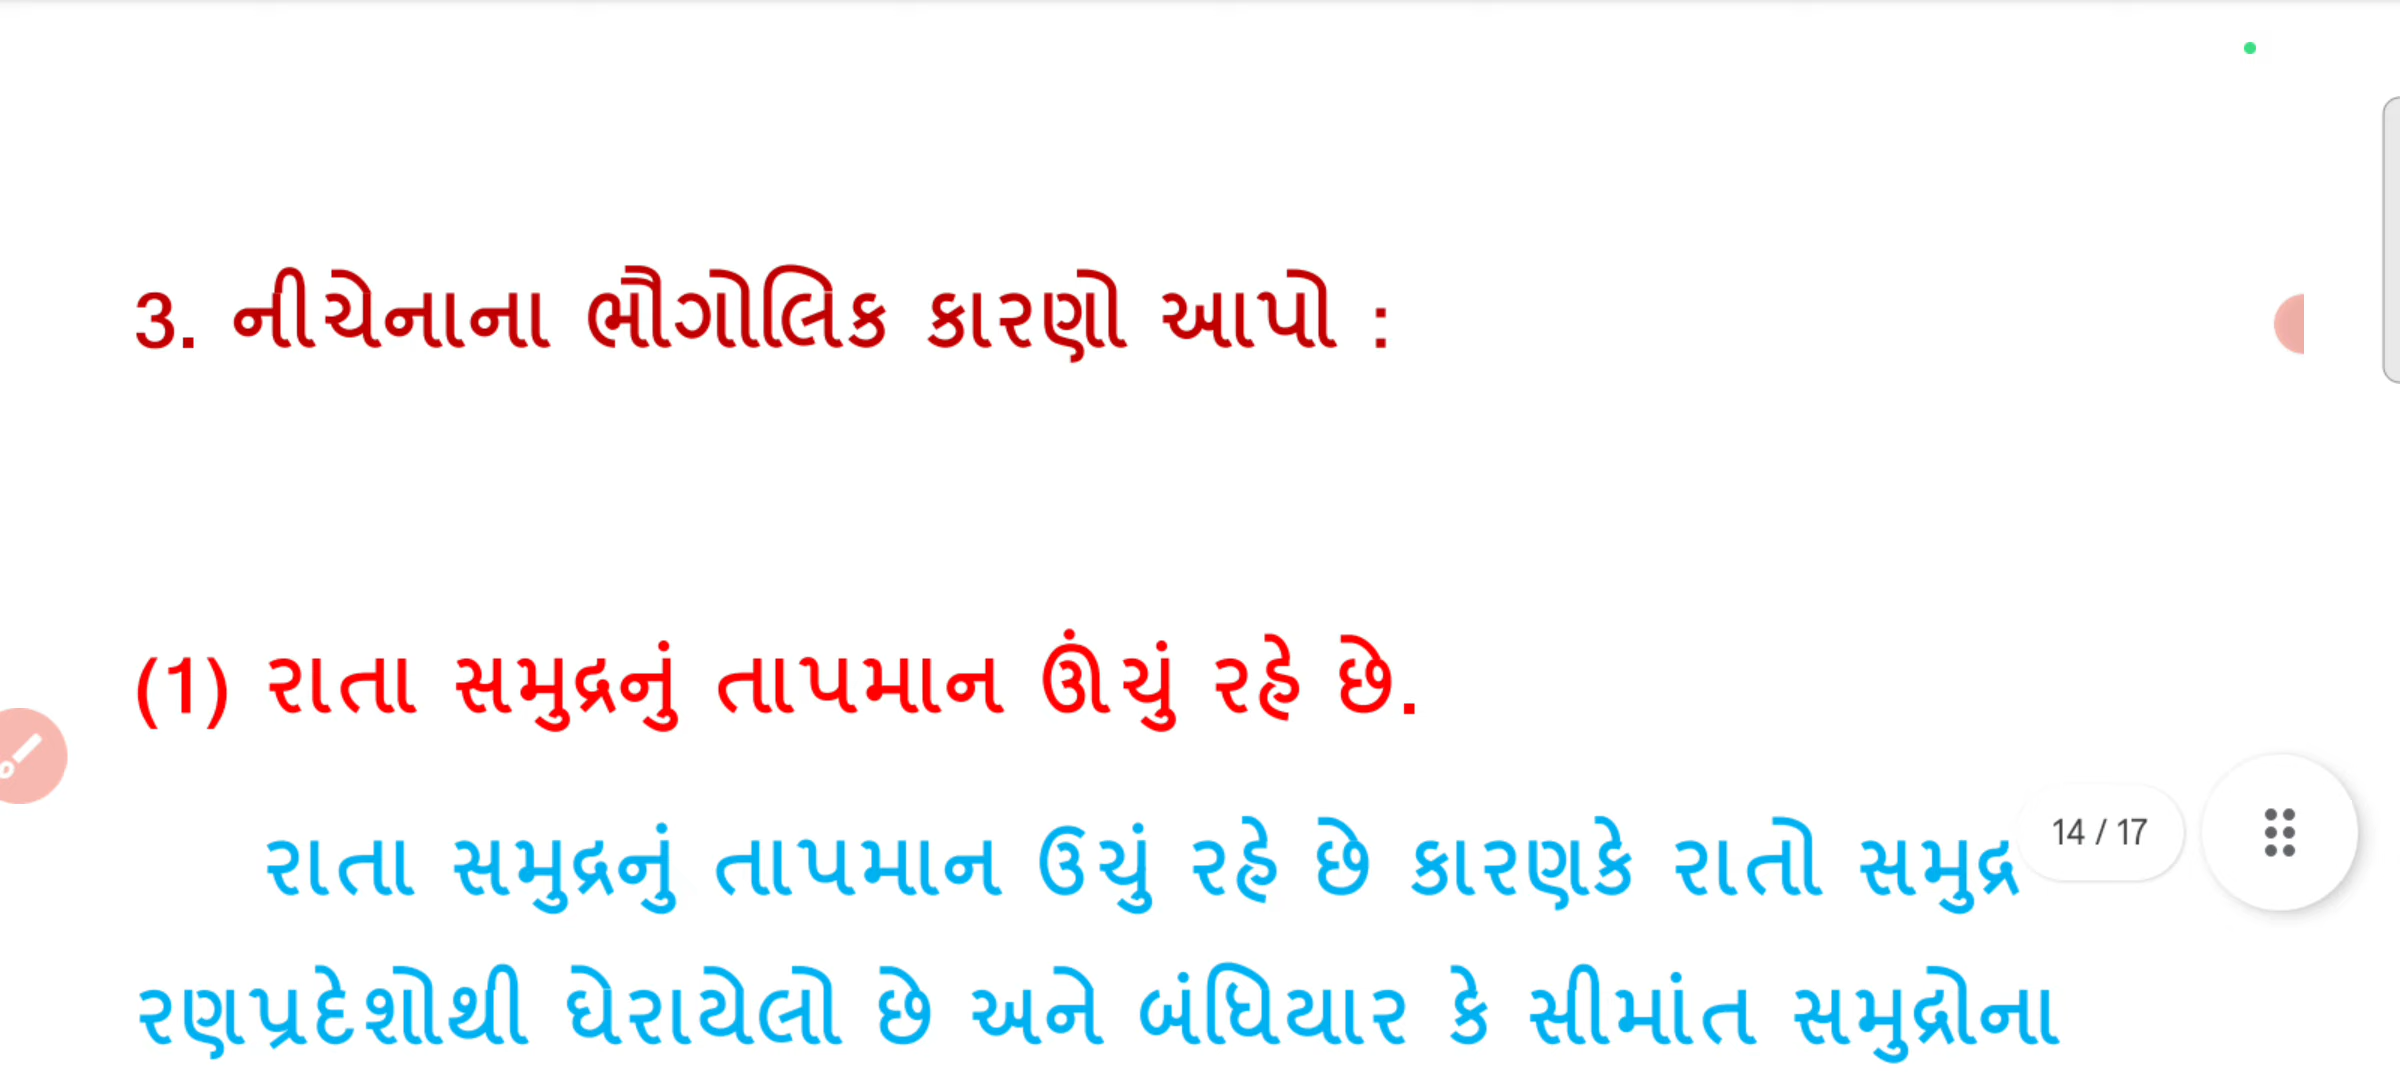 3. નીચેનાના ભૌગોલિક કારણો આપો :
(1) રાતા સમુદ્રનું તાપમાન ઊંચું રહે છે.
રાતા સમુદ્રનું તાપમાન ઉચું રહે છે કારણકે રાતો સમુદ્ર
14 / 17
રણપ્રદેશોથી ઘેરાયેલો છે અને બંધિયાર કે સીમાંત સમુદ્રોના